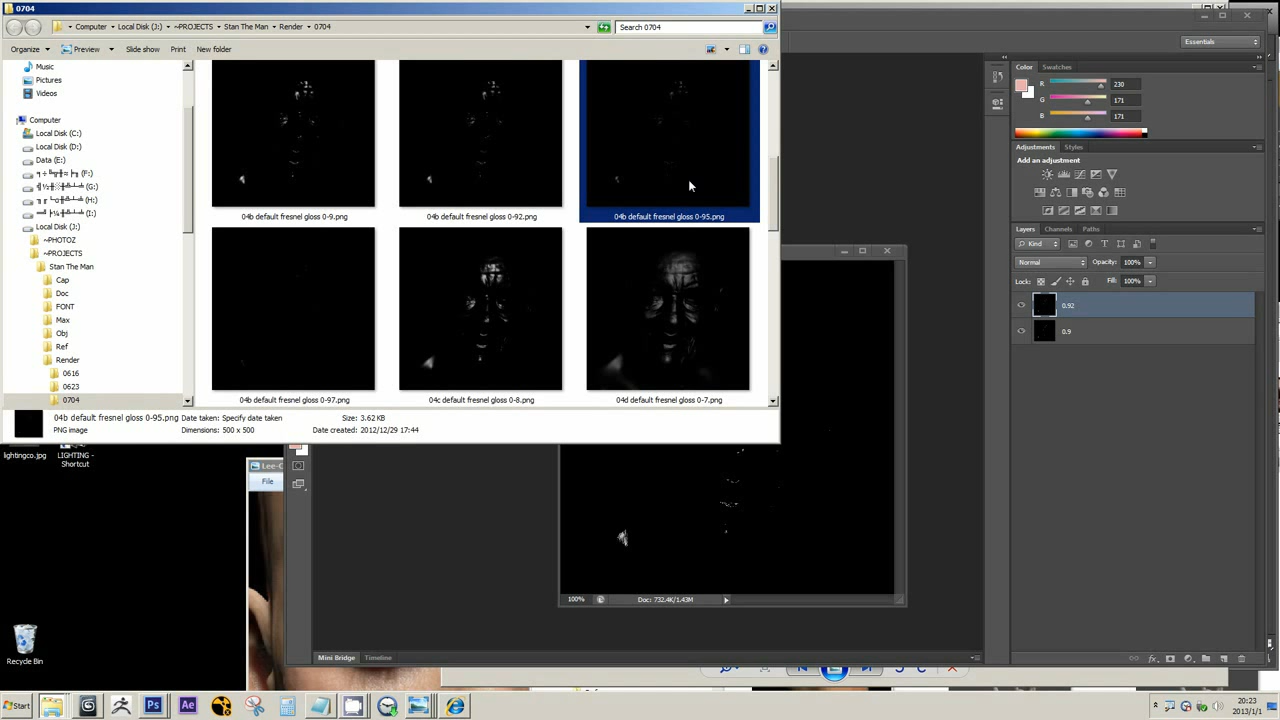 0704
Computer ▸ Local Disk (J:) ▸ ~PROJECTS ▸ Stan The Man ▸ Render ▸ 0704
Search 0704
Essentials
Organize Preview Slide show Print New folder
Color Swatches
R 230
G 171
B 171
Music
Pictures
Videos
Computer
Local Disk (C:)
Local Disk (D:)
Data (E:)
(F:)
(G:)
(H:)
(I:)
Local Disk (J:)
~PHOTOZ
~PROJECTS
Stan The Man
Cap
Doc
FONT
Max
Obj
Ref
Render
0616
0623
0704
04b default fresnel gloss 0-9.png
04b default fresnel gloss 0-92.png
04b default fresnel gloss 0-95.png
04b default fresnel gloss 0-97.png
04c default fresnel gloss 0-8.png
04d default fresnel gloss 0-7.png
04b default fresnel gloss 0-95.png Date taken: Specify date taken Size: 3.62 KB
PNG image Dimensions: 500 x 500 Date created: 2012/12/29 17:44
Adjustments Styles
Add an adjustment
Layers Channels Paths
Kind
Normal Opacity: 100%
Lock: Fill: 100%
0.92
0.9
lightingco.jpg
LIGHTING -
Shortcut
File
100% Doc: 732.4K/1.43M
Recycle Bin
Mini Bridge Timeline
Start
Ps
Ae
20:23
2013/1/1